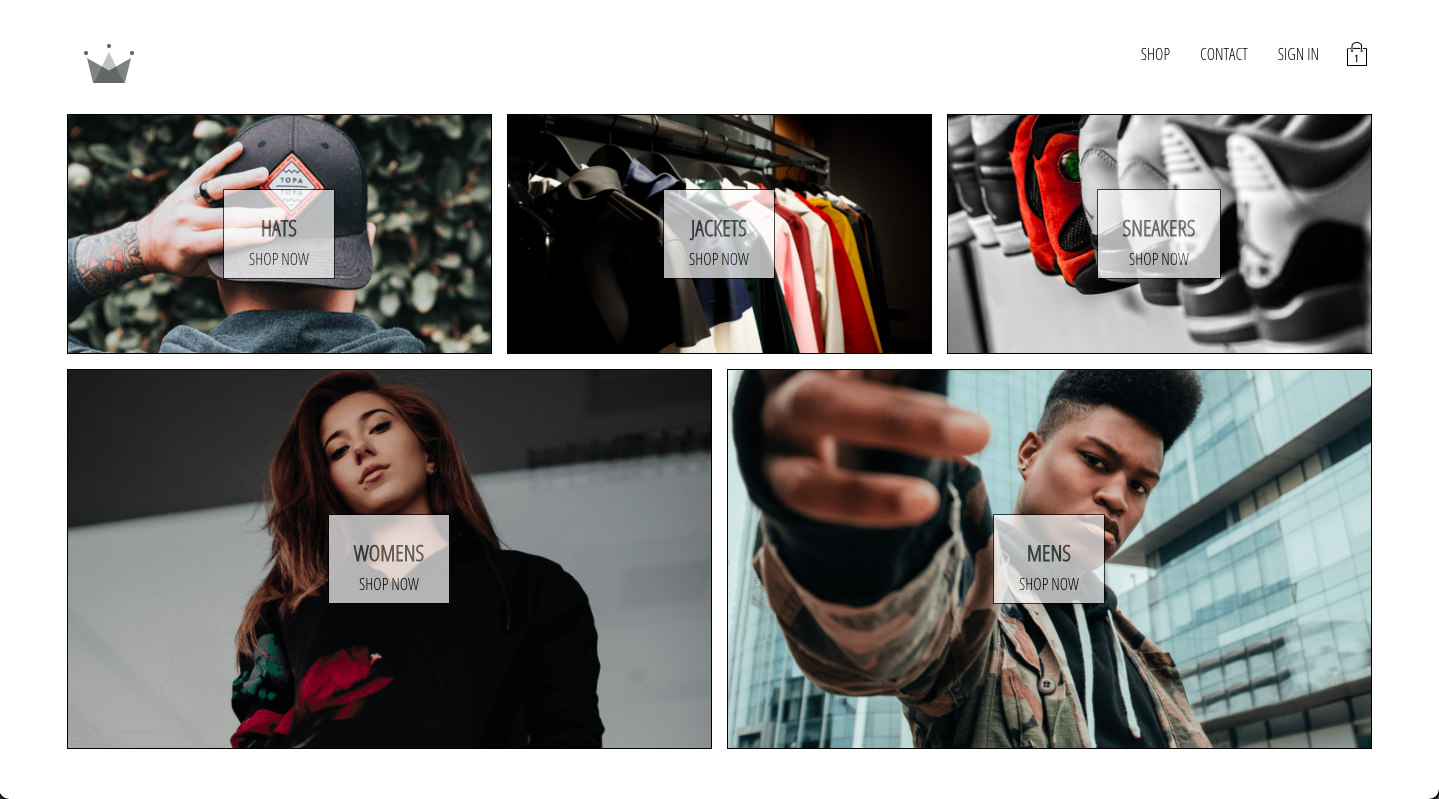 SHOP
CONTACT
SIGN IN
1
TOPA
TOPA
HATS
SHOP NOW
JACKETS
SHOP NOW
SNEAKERS
SHOP NOW
WOMENS
SHOP NOW
MENS
SHOP NOW